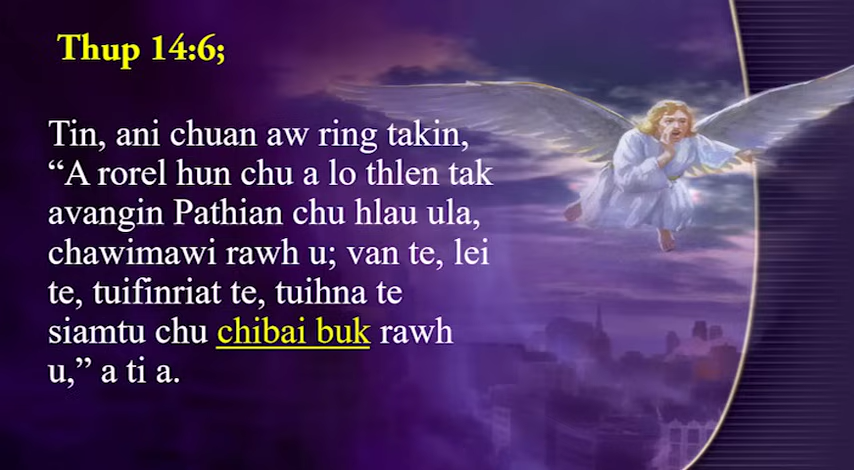 Thup 14:6;
Tin, ani chuan aw ring takin,
“A rorel hun chu a lo thlen tak
avangin Pathian chu hlau ula,
chawimawi rawh u; van te, lei
te, tuifinriat te, tuihna te
siamtu chu chibai buk rawh
u,” a ti a.